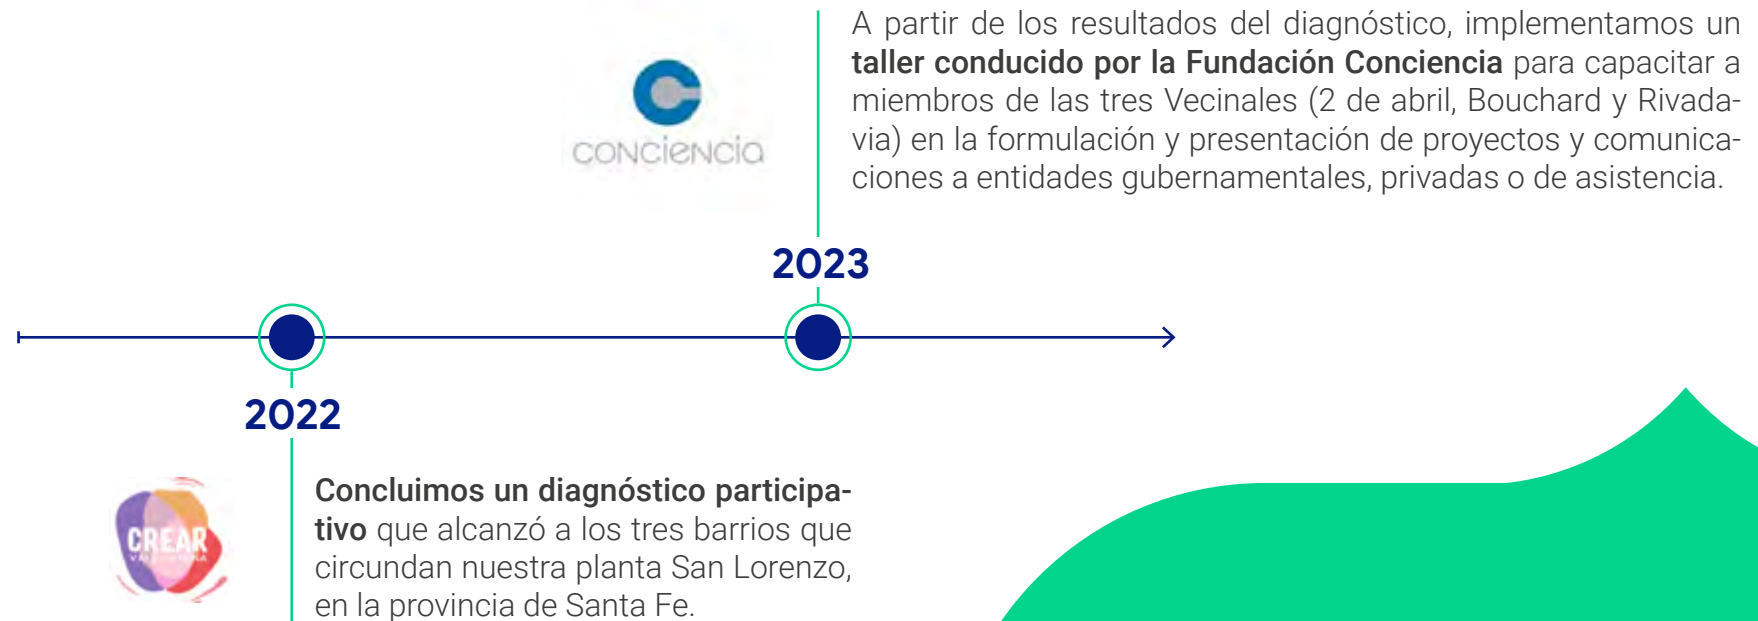 A partir de los resultados del diagnóstico, implementamos un
taller conducido por la Fundación Conciencia para capacitar a
miembros de las tres Vecinales (2 de abril, Bouchard y Rivada-
via) en la formulación y presentación de proyectos y comunica-
ciones a entidades gubernamentales, privadas o de asistencia.
conciencia
2023
2022
CREAR
Concluimos un diagnóstico participa-
tivo que alcanzó a los tres barrios que
circundan nuestra planta San Lorenzo,
en la provincia de Santa Fe.